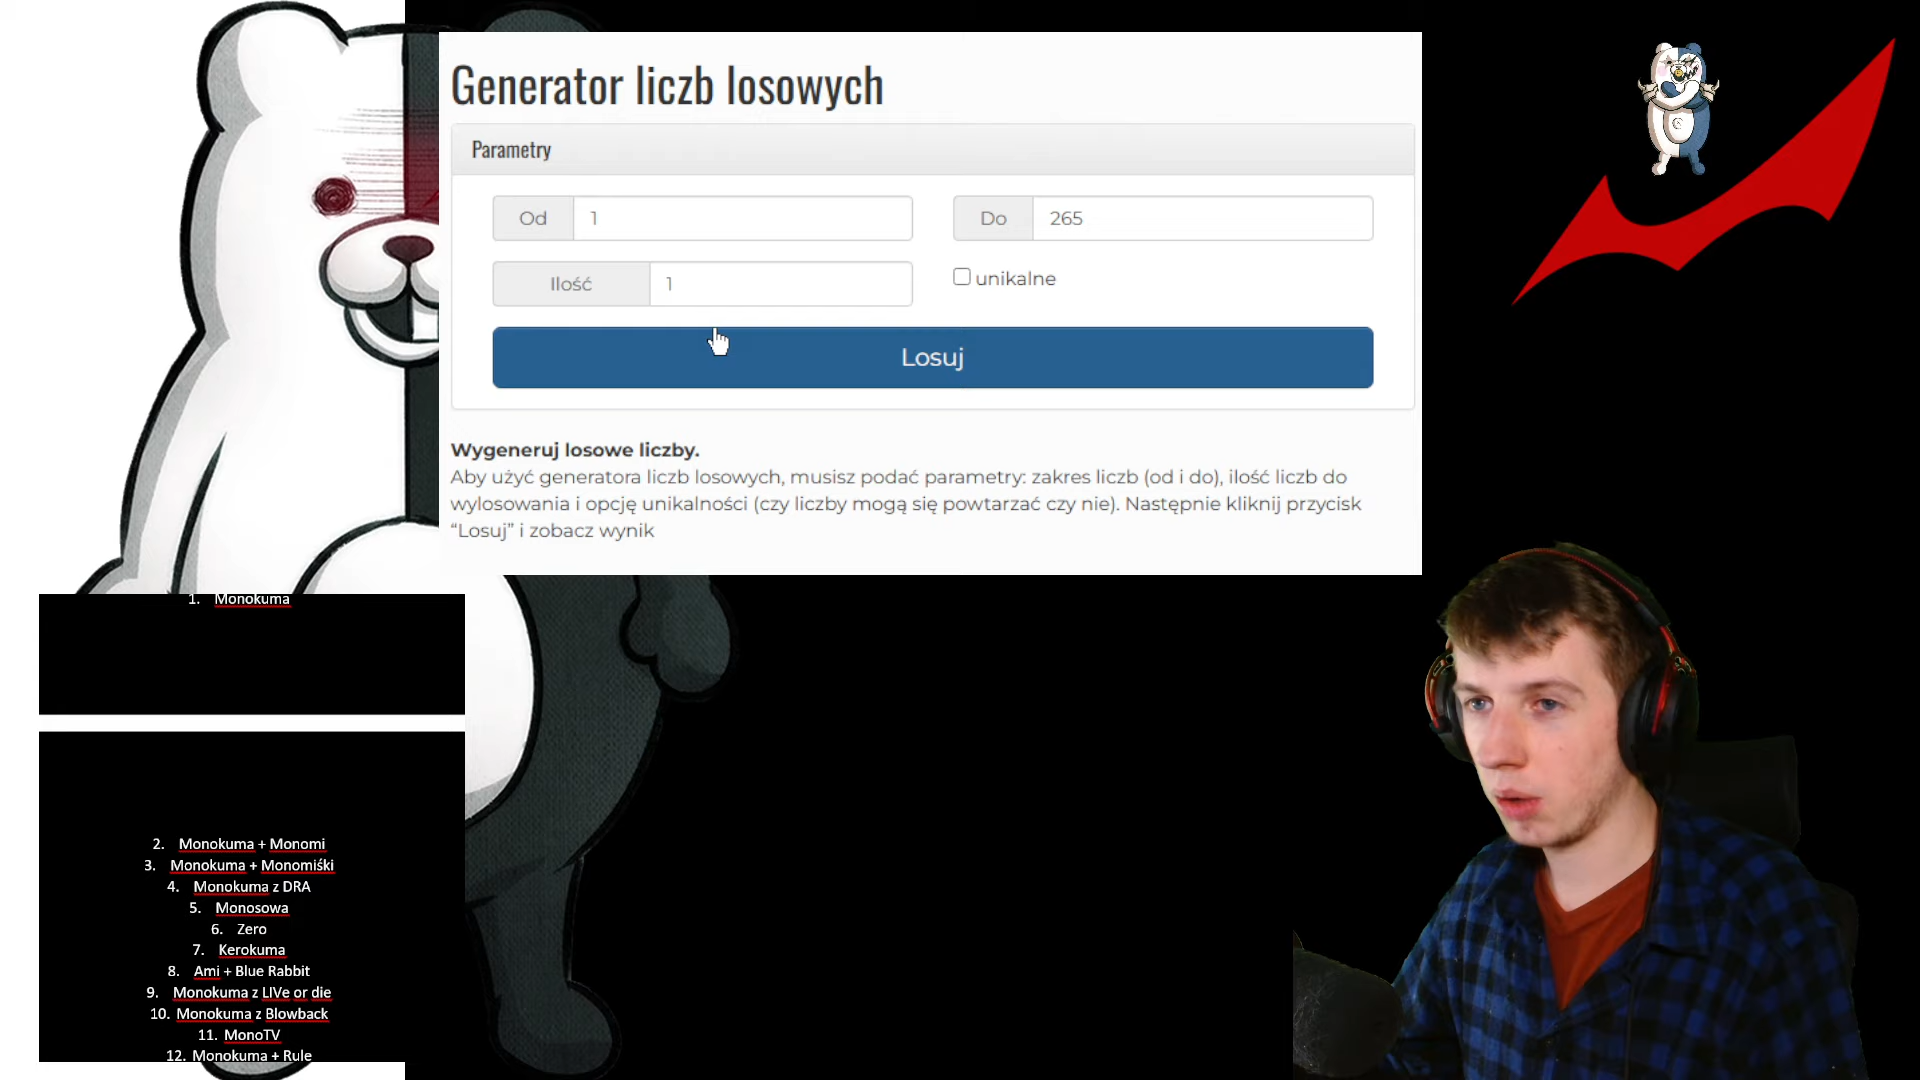 Generator liczb losowych
Parametry
Od 1
Do 265
Ilość 1
unikalne
Losuj
Wygeneruj losowe liczby.
Aby użyć generatora liczb losowych, musisz podać parametry: zakres liczb (od i do), ilość liczb do
wylosowania i opcję unikalności (czy liczby mogą się powtarzać czy nie). Następnie kliknij przycisk
“Losuj” i zobacz wynik
1. Monokuma
2. Monokuma + Monomi
3. Monokuma + Monomiśki
4. Monokuma z DRA
5. Monosowa
6. Zero
7. Kerokuma
8. Ami + Blue Rabbit
9. Monokuma z LIVe or die
10. Monokuma z Blowback
11. MonoTV
12. Monokuma + Rule